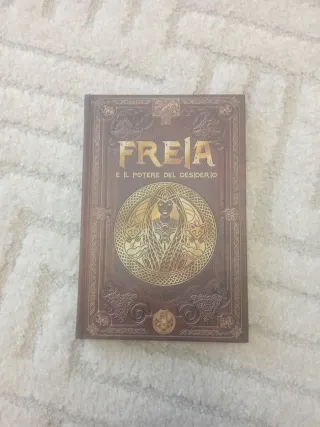 FREIA
E IL POTERE DEL DESIDERIO